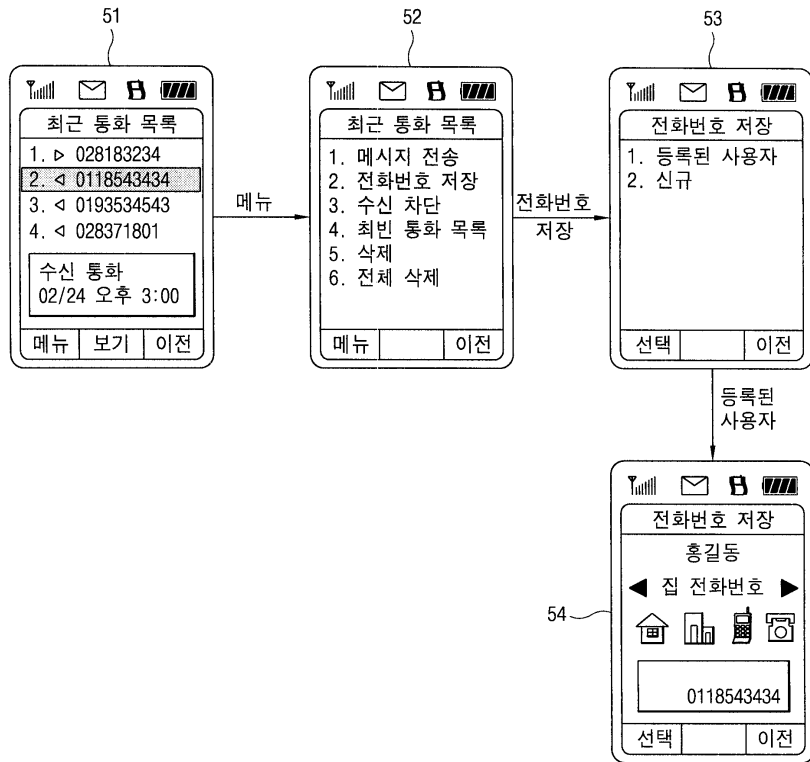 51
최근 통화 목록
1. ▷ 028183234
2. ◁ 0118543434
3. ◁ 0193534543
4. ◁ 028371801
수신 통화
02/24 오후 3:00
메뉴 보기 이전
메뉴
52
최근 통화 목록
1. 메시지 전송
2. 전화번호 저장
3. 수신 차단
4. 최빈 통화 목록
5. 삭제
6. 전체 삭제
메뉴 이전
전화번호
저장
53
전화번호 저장
1. 등록된 사용자
2. 신규
선택 이전
등록된
사용자
54
전화번호 저장
홍길동
◀ 집 전화번호 ▶
0118543434
선택 이전